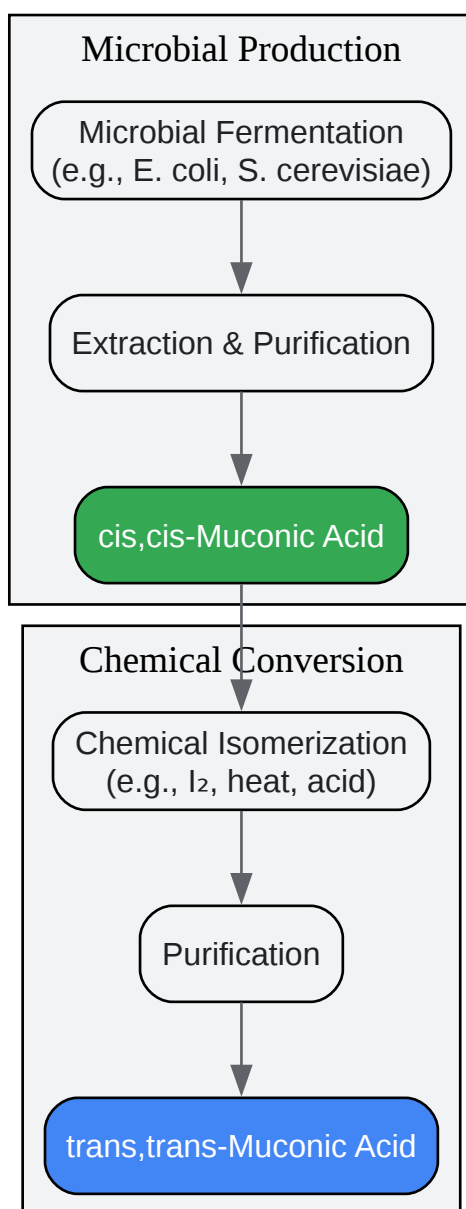 Microbial Production
Microbial Fermentation
(e.g., E. coli, S. cerevisiae)
Extraction & Purification
cis,cis-Muconic Acid
Chemical Conversion
Chemical Isomerization
(e.g., I₂, heat, acid)
Purification
trans,trans-Muconic Acid